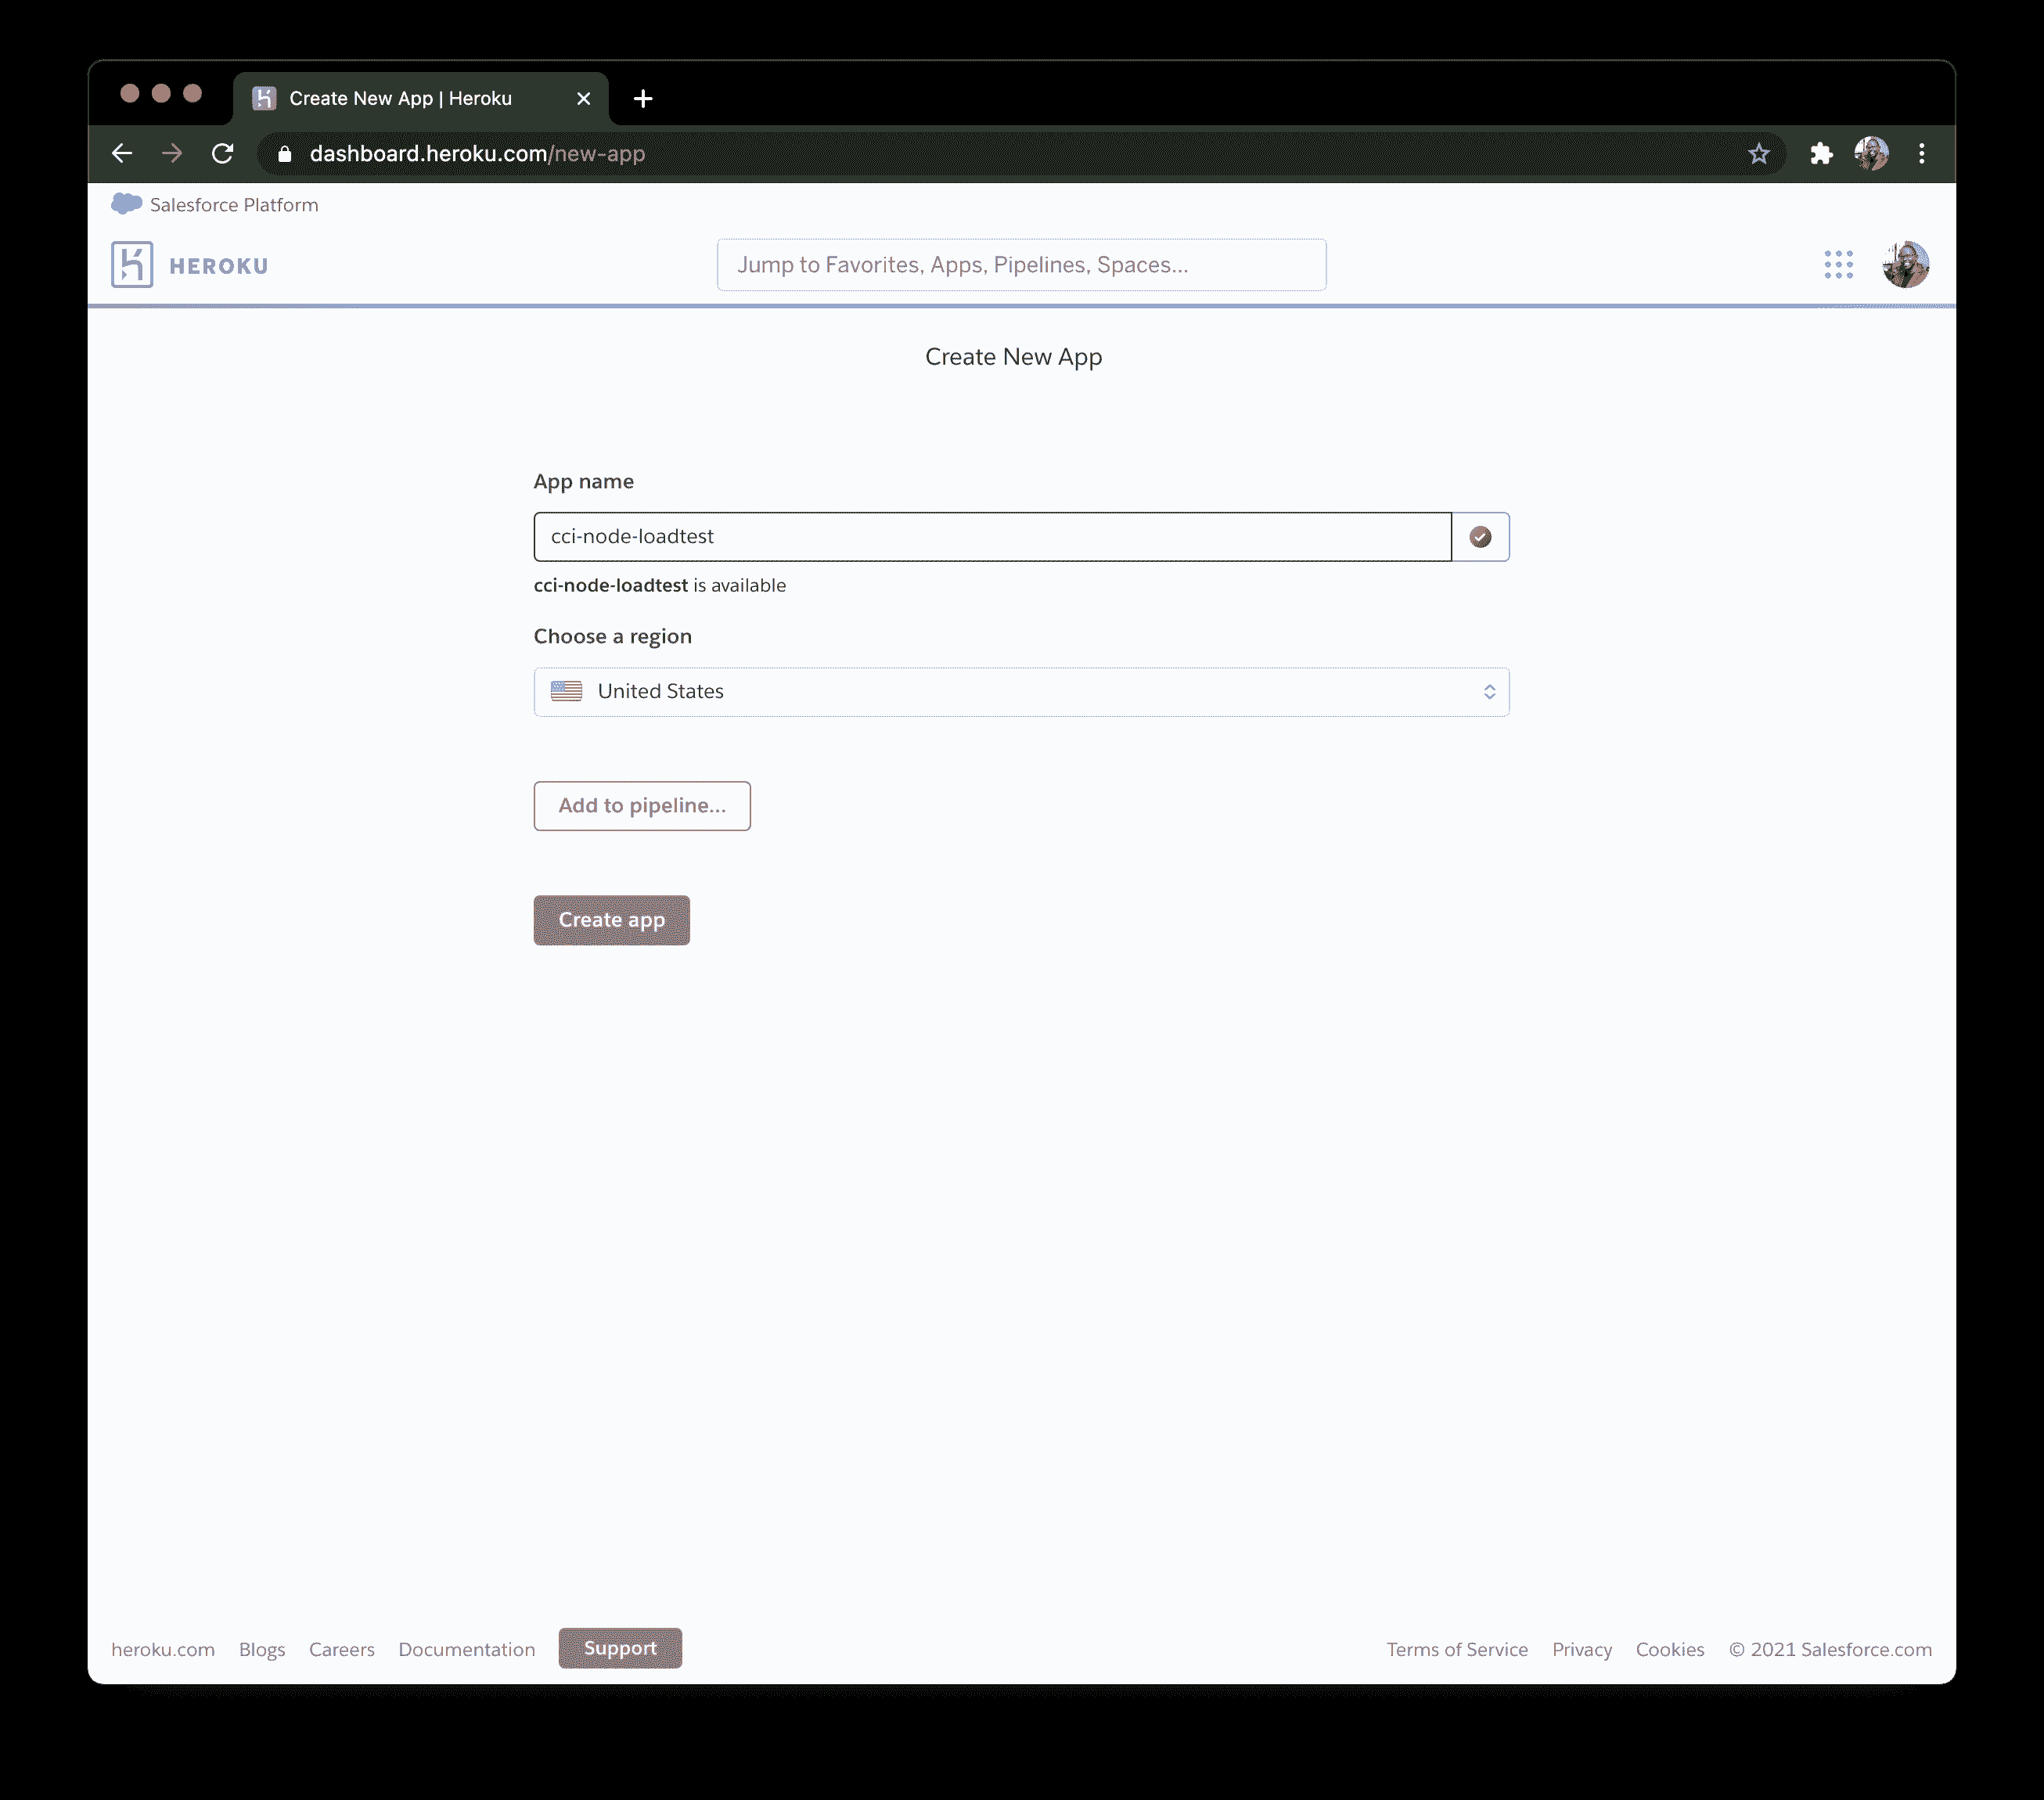 Create New App | Heroku
dashboard.heroku.com/new-app
Salesforce Platform
HEROKU
Jump to Favorites, Apps, Pipelines, Spaces...
Create New App
App name
cci-node-loadtest
cci-node-loadtest is available
Choose a region
United States
Add to pipeline...
Create app
heroku.com Blogs Careers Documentation Support Terms of Service Privacy Cookies © 2021 Salesforce.com